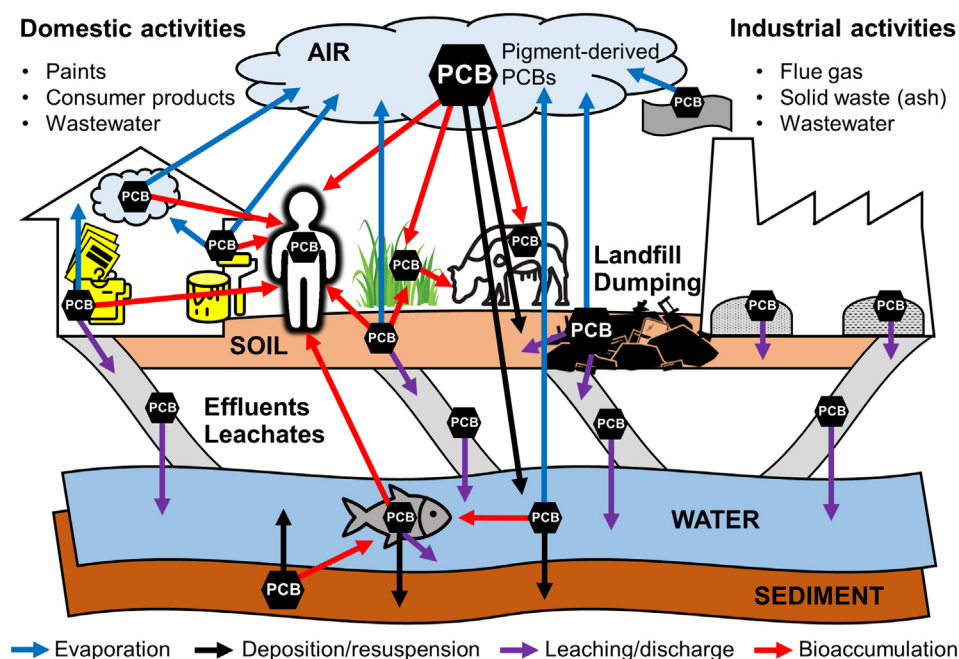 Domestic activities
• Paints
• Consumer products
• Wastewater
AIR
PCB
Pigment-derived
PCBs
Industrial activities
• Flue gas
• Solid waste (ash)
• Wastewater
PCB
PCB
PCB
PCB
PCB
PCB
PCB
Landfill
Dumping
PCB
PCB
PCB
PCB
SOIL
PCB
Effluents
Leachates
PCB
PCB
PCB
PCB
WATER
PCB
PCB
PCB
SEDIMENT
Evaporation
Deposition/resuspension
Leaching/discharge
Bioaccumulation